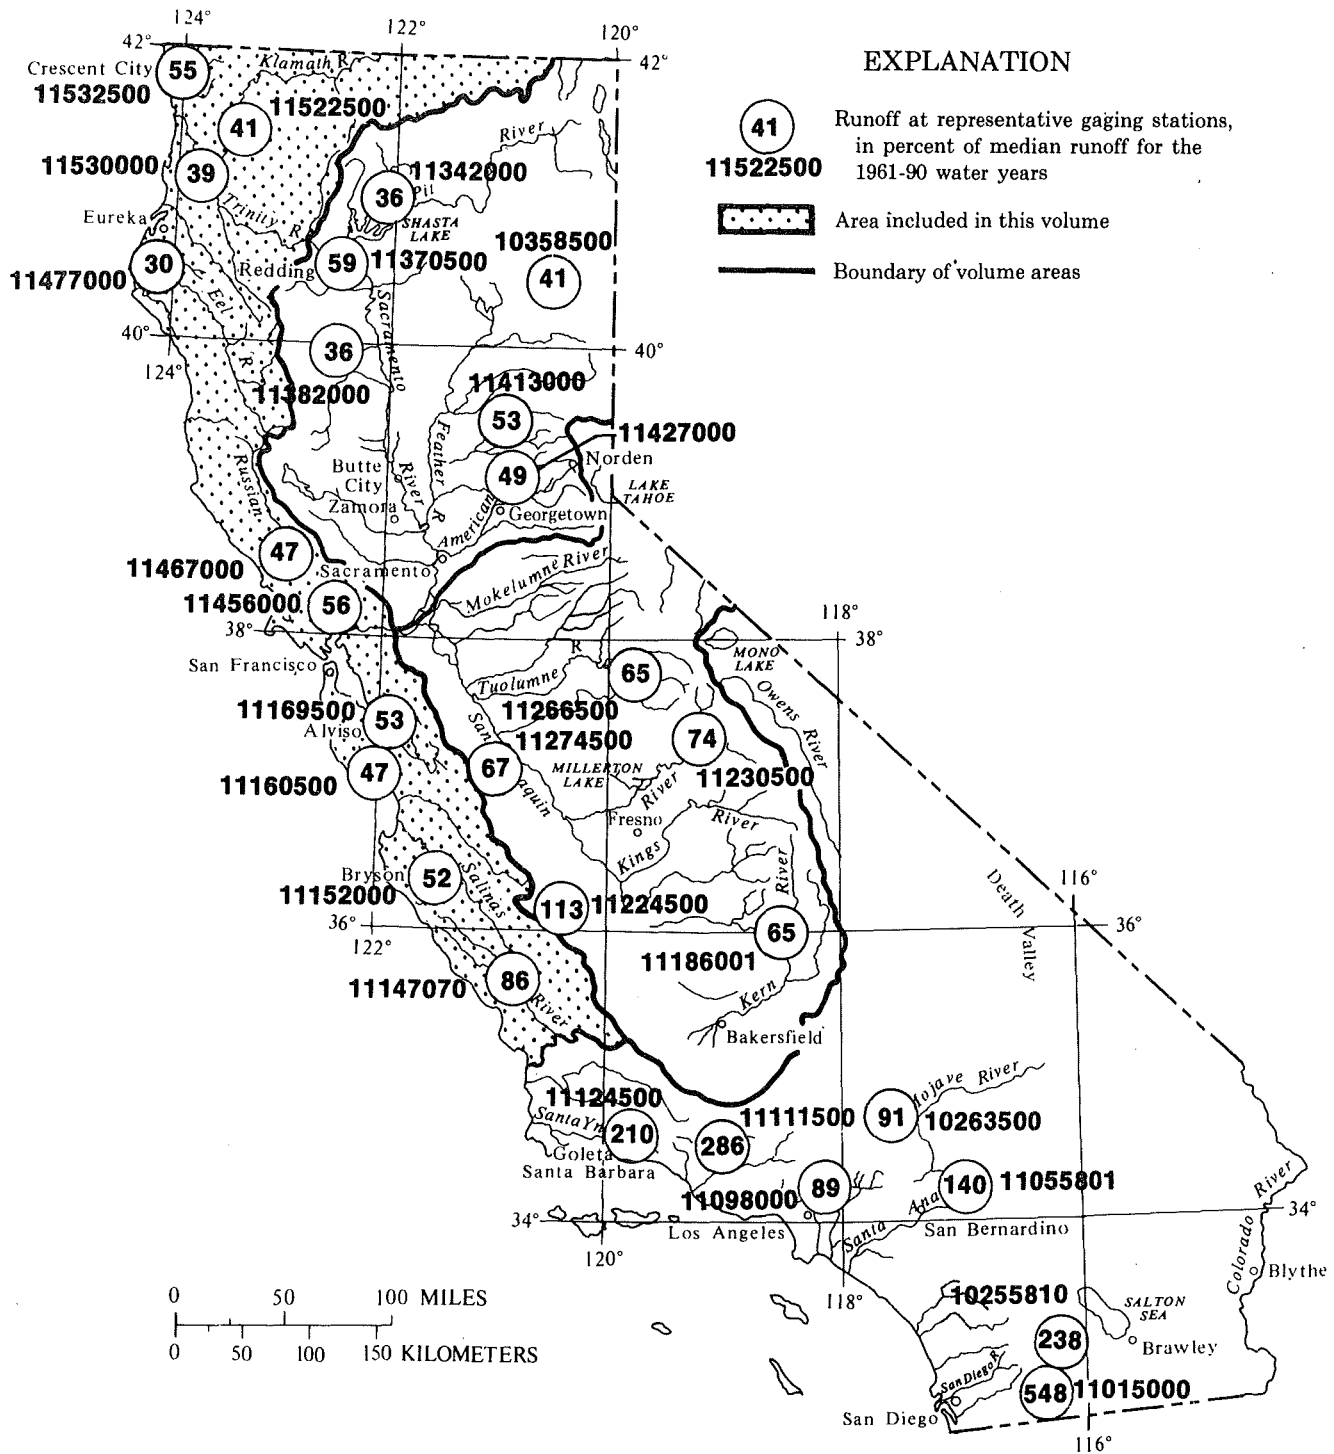 124°
122°
120°
42°
42°
EXPLANATION
Crescent City
55
11532500
Klamath R
41
11522500
River
41
11522500
Runoff at representative gaging stations,
in percent of median runoff for the
1961-90 water years
11530000
39
11342000
36
Pit
Area included in this volume
Eureka
Trinity R
SHASTA
LAKE
10358500
41
Boundary of volume areas
11477000
30
Redding
59
11370500
Eel R
Sacramento River
40°
40°
124°
36
11382000
11413000
53
11427000
Feather R
49
Norden
Russian
Butte
City
LAKE
TAHOE
Zamora
American
Georgetown
47
11467000
Sacramento
Mokelumne River
11456000
56
118°
38°
38°
San Francisco
MONO
LAKE
R
65
Tuolumne
11266500
Owens River
11169500
53
Alviso
San
11274500
74
67
MILLERTON
LAKE
River
11230500
47
11160500
aquin
Fresno
River
Kings
River
Bryson
52
11152000
Salinas
113
11224500
Death Valley
116°
36°
36°
122°
65
11186001
86
11147070
River
Kern
Bakersfield
11124500
Mojave River
Santa Yn
210
11111500
91
10263500
286
Goleta
Santa Barbara
11098000
89
140
11055801
River
34°
34°
Los Angeles
Santa Ana
San Bernardino
Colorado
120°
Blythe
118°
0 50 100 MILES
10255810
SALTON
SEA
238
Brawley
0 50 100 150 KILOMETERS
San Diego R
548
11015000
San Diego
116°